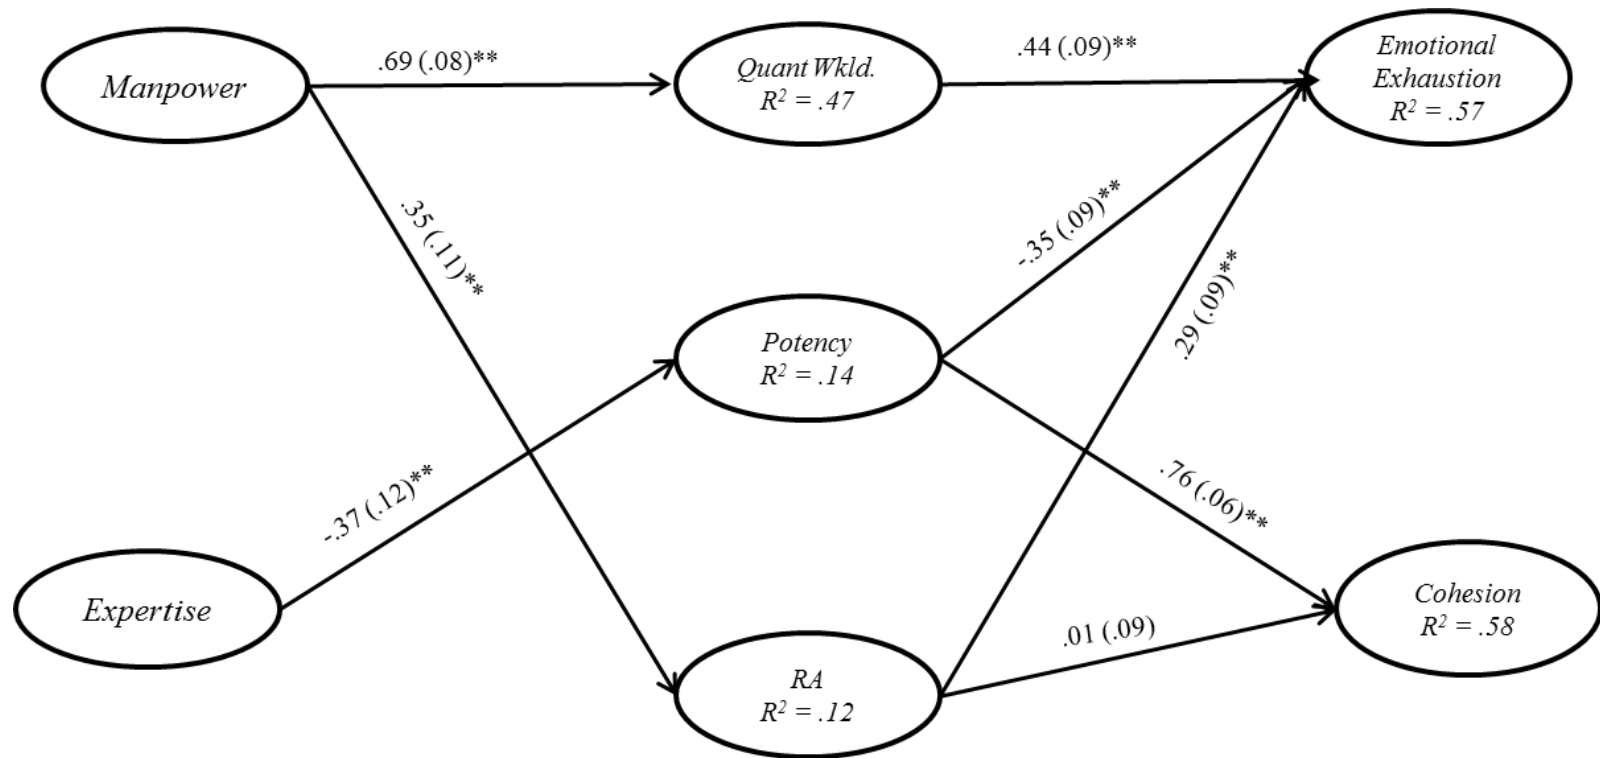 Manpower
.69 (.08)**
Quant Wkld.
R² = .47
.44 (.09)**
Emotional
Exhaustion
R² = .57
.35 (.11)**
-.35 (.09)**
.29 (.09)**
Potency
R² = .14
-.37 (.12)**
.76 (.06)**
Expertise
.01 (.09)
Cohesion
R² = .58
RA
R² = .12